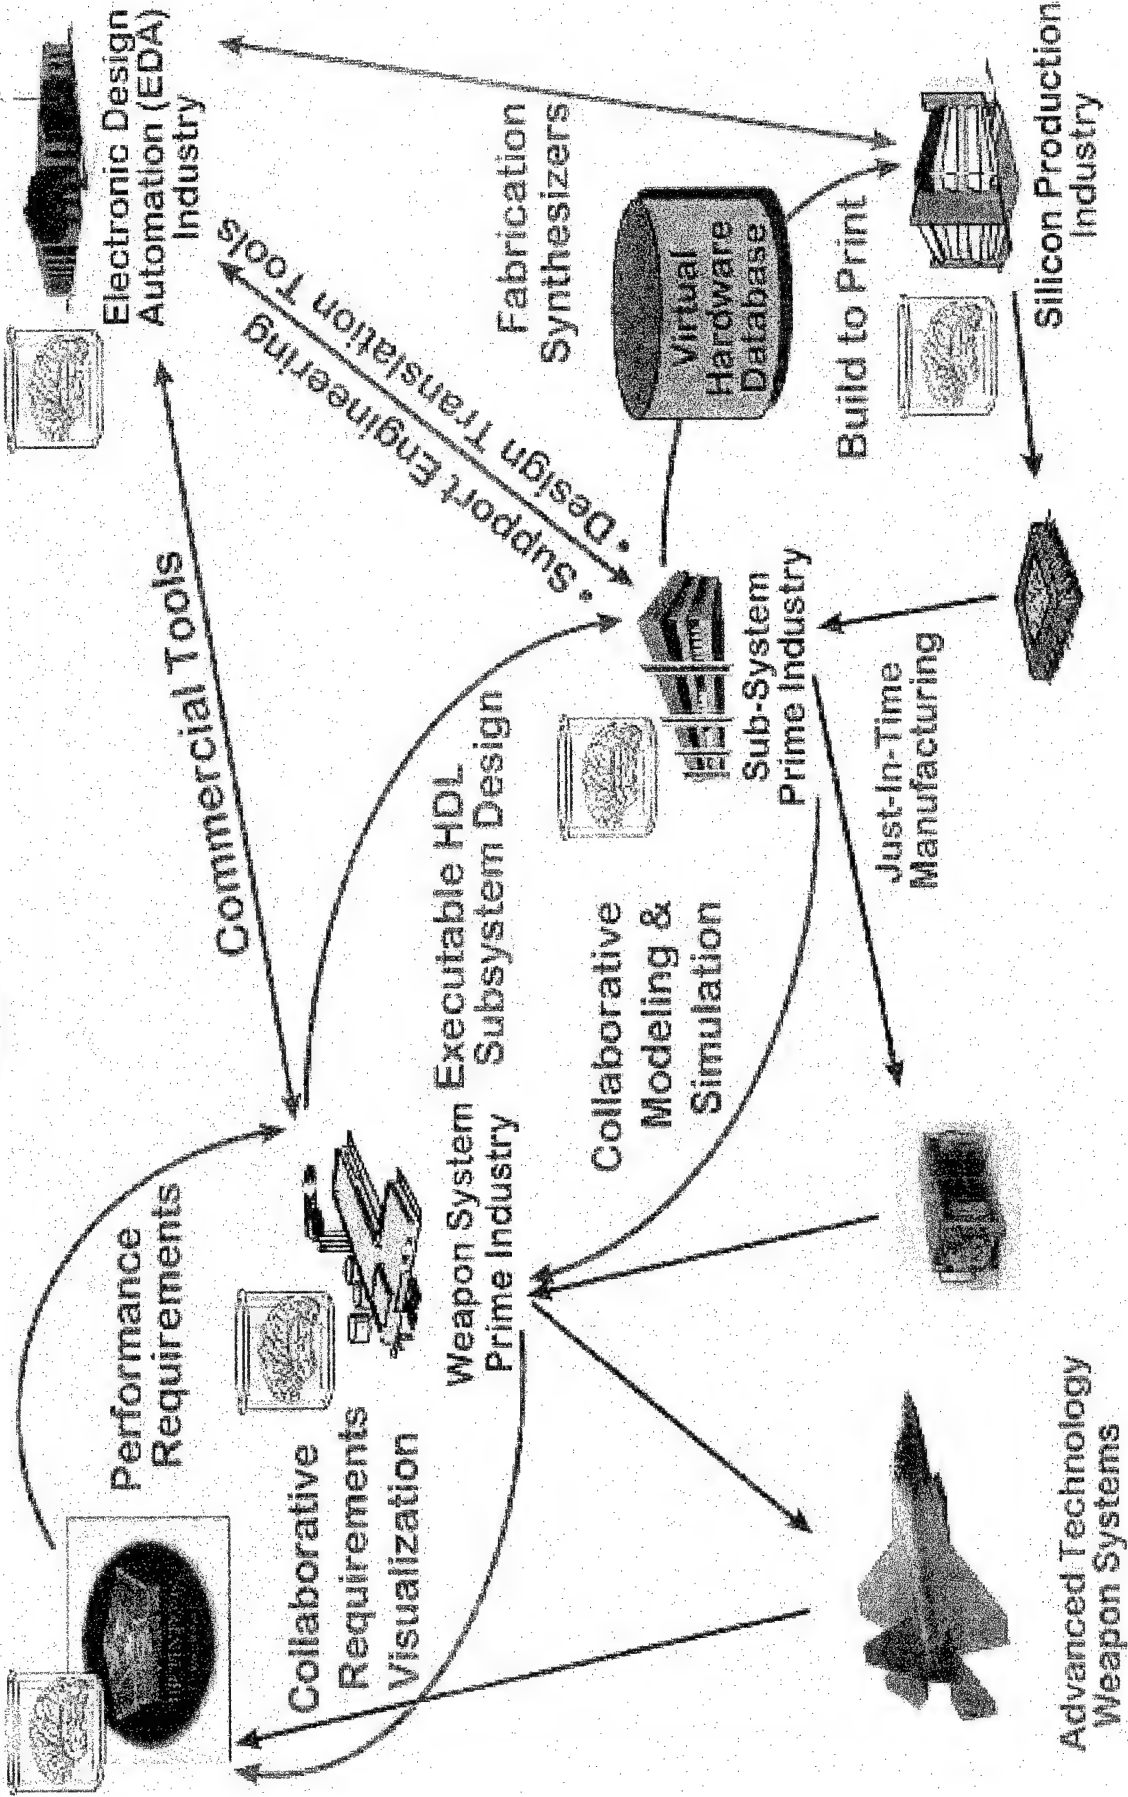 Performance
Requirements
Collaborative
Requirements
Visualization
Weapon System
Prime Industry
Commercial Tools
Electronic Design
Automation (EDA)
Industry
• Support Engineering
• Design Translation Tools
Executable HDL
Subsystem Design
Fabrication
Synthesizers
Virtual
Hardware
Database
Collaborative
Modeling &
Simulation
Sub-System
Prime Industry
Build to Print
Just-In-Time
Manufacturing
Silicon Production
Industry
Advanced Technology
Weapon Systems